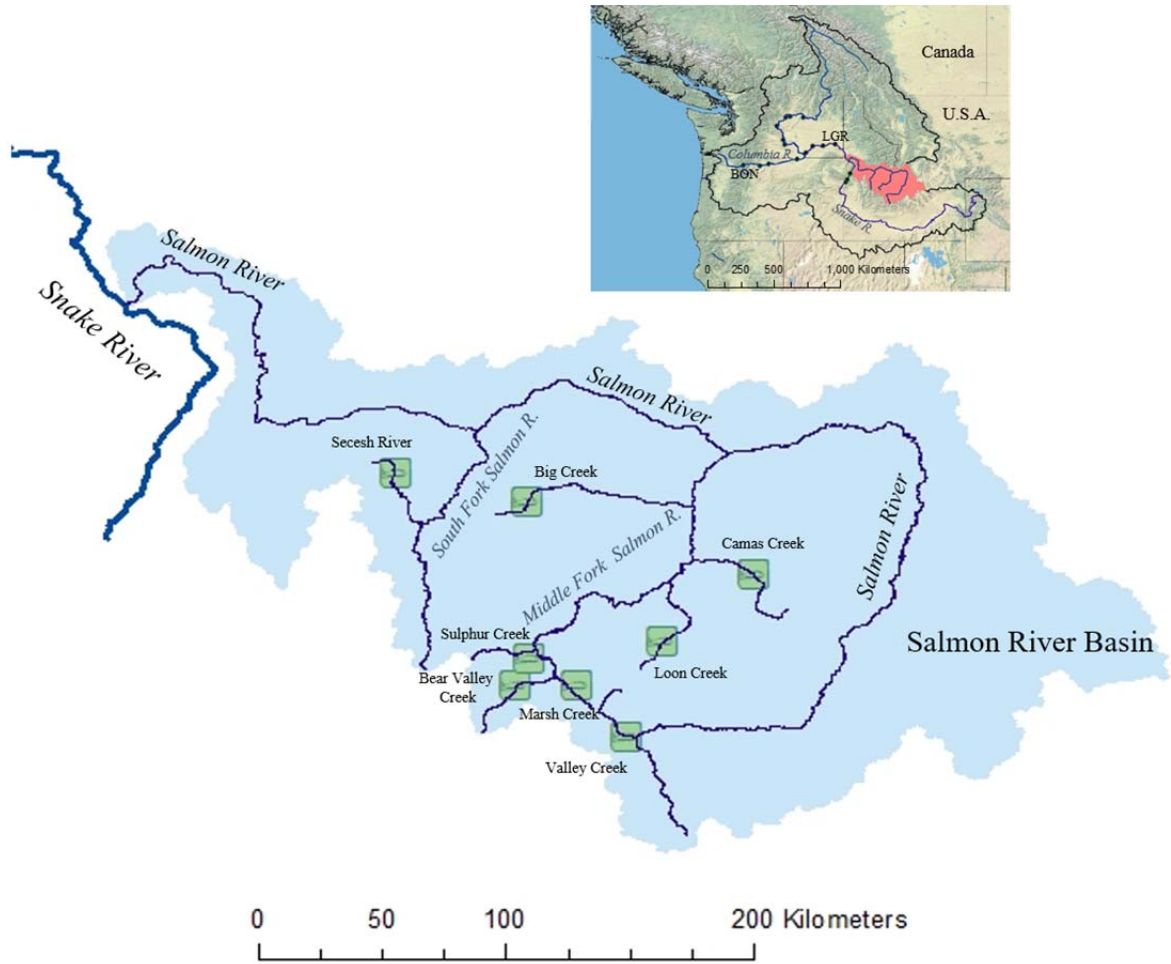 Canada
U.S.A.
LGR
Columbia R.
BON
Snake R.
0 250 500 1,000 Kilometers
Salmon River
Snake River
Salmon River
Secesh River
South Fork Salmon R.
Big Creek
Middle Fork Salmon R.
Camas Creek
Salmon River
Sulphur Creek
Salmon River Basin
Bear Valley
Creek
Loon Creek
Marsh Creek
Valley Creek
0 50 100 200 Kilometers